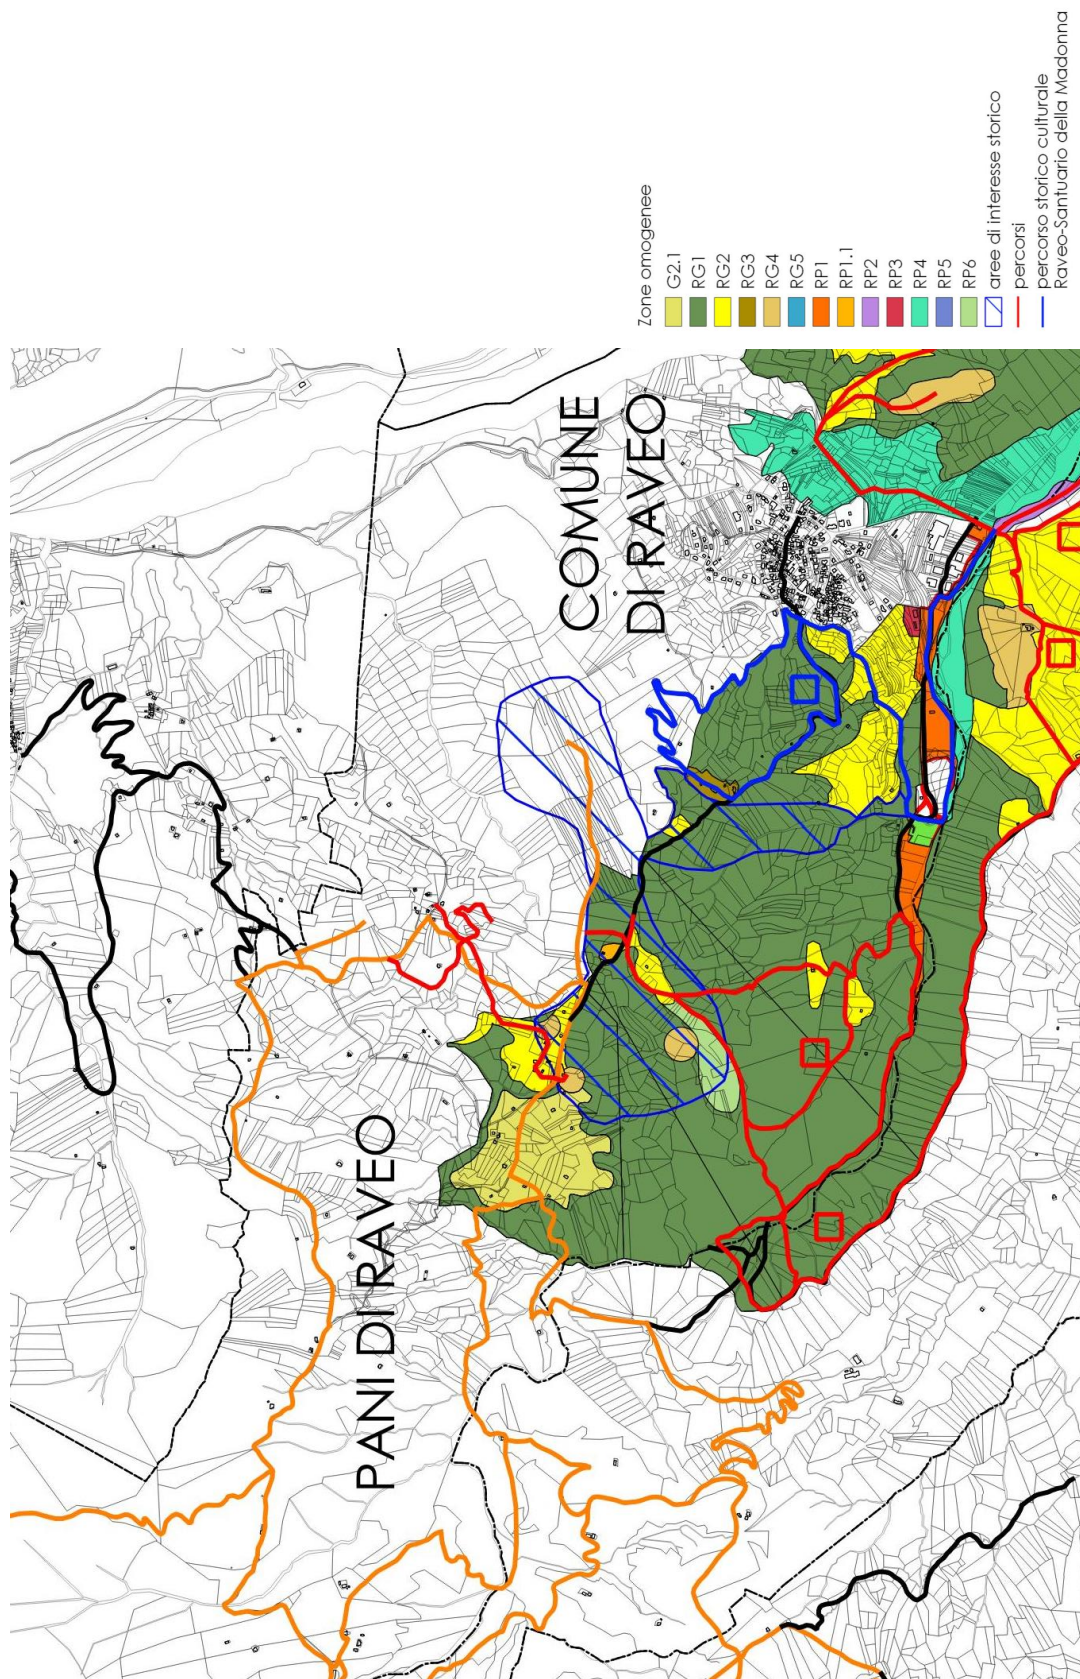 PANI DI RAVEO
COMUNE
DI RAVEO
Zone omogenee
G2.1
RG1
RG2
RG3
RG4
RG5
RP1
RP1.1
RP2
RP3
RP4
RP5
RP6
aree di interesse storico
percorsi
percorso storico culturale
Raveo-Santuario della Madonna